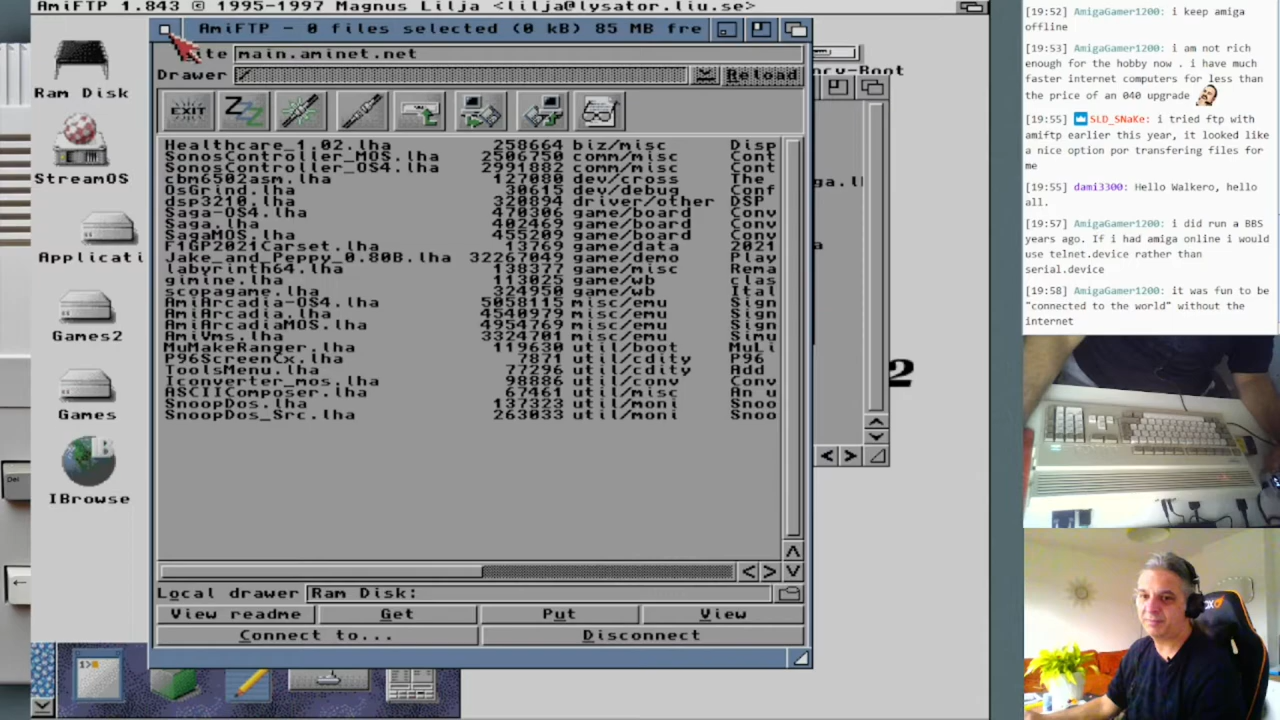 AmiFTP 1.843 © 1995-1997 Magnus Lilja <lilja@lysator.liu.se>
AmiFTP - 0 files selected (0 kB) 85 MB fre
main.aminet.net
Drawer /
Reload
EXIT
ZZZ
Healthcare_1.02.lha 258664 biz/misc Disp
SonosController_MOS.lha 2506750 comm/misc Cont
SonosController_OS4.lha 2991882 comm/misc Cont
cbm6502asm.lha 127080 dev/cross The
OsGrind.lha 30615 dev/debug Conf
dsp3210.lha 320894 driver/other DSP
Saga-OS4.lha 470306 game/board Conv
Saga.lha 402469 game/board Conv
SagaMOS.lha 455209 game/board Conv
F1GP2021Carset.lha 13769 game/data 2021
Jake_and_Peppy_0.80B.lha 32267049 game/demo Play
labyrinth64.lha 138377 game/misc Rema
gimine.lha 113025 game/wb clas
scopagame.lha 324950 game/wb Ital
AmiArcadia-OS4.lha 5058115 misc/emu Sign
AmiArcadia.lha 4540979 misc/emu Sign
AmiArcadiaMOS.lha 4954769 misc/emu Sign
AmiVms.lha 3324701 misc/emu Simu
MuMakeRanger.lha 119630 util/boot MuLi
P96ScreenCx.lha 7871 util/cdity P96
ToolsMenu.lha 77296 util/cdity Add
Iconverter_mos.lha 98886 util/conv Conv
ASCIIComposer.lha 67461 util/misc An u
SnoopDos.lha 137323 util/moni Snoo
SnoopDos_Src.lha 263033 util/moni Snoo
Local drawer Ram Disk:
View readme Get Put View
Connect to... Disconnect
Ram Disk
StreamOS
Applicati
Games2
Games
IBrowse
2
1>
Del
[19:52] AmigaGamer1200: i keep amiga
offline
[19:53] AmigaGamer1200: i am not rich
enough for the hobby now . i have much
faster internet computers for less than
the price of an 040 upgrade
[19:55] SLD_SNaKe: i tried ftp with
amiftp earlier this year, it looked like
a nice option por transfering files for
me
[19:55] dami3300: Hello Walkero, hello
all.
[19:57] AmigaGamer1200: i did run a BBS
years ago. If i had amiga online i would
use telnet.device rather than
serial.device
[19:58] AmigaGamer1200: it was fun to be
"connected to the world" without the
internet